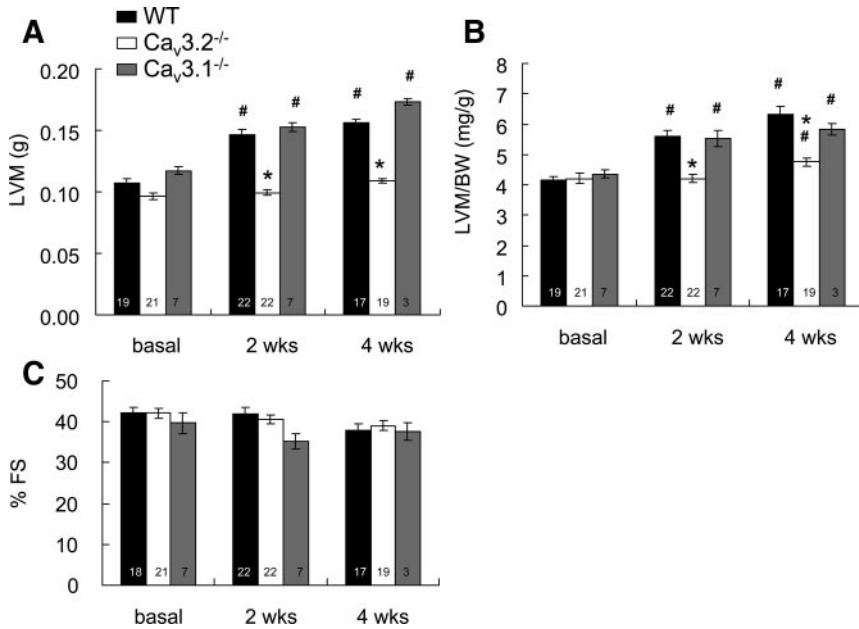 A
WT
Caᵥ3.2⁻/⁻
Caᵥ3.1⁻/⁻
LVM (g)
0.20
0.15
0.10
0.05
0.00
# # # #
* *
19 21 7 22 22 7 17 19 3
basal 2 wks 4 wks
B
LVM/BW (mg/g)
8
7
6
5
4
3
2
1
0
# # # * # #
*
19 21 7 22 22 7 17 19 3
basal 2 wks 4 wks
C
% FS
50
40
30
20
10
0
18 21 7 22 22 7 17 19 3
basal 2 wks 4 wks